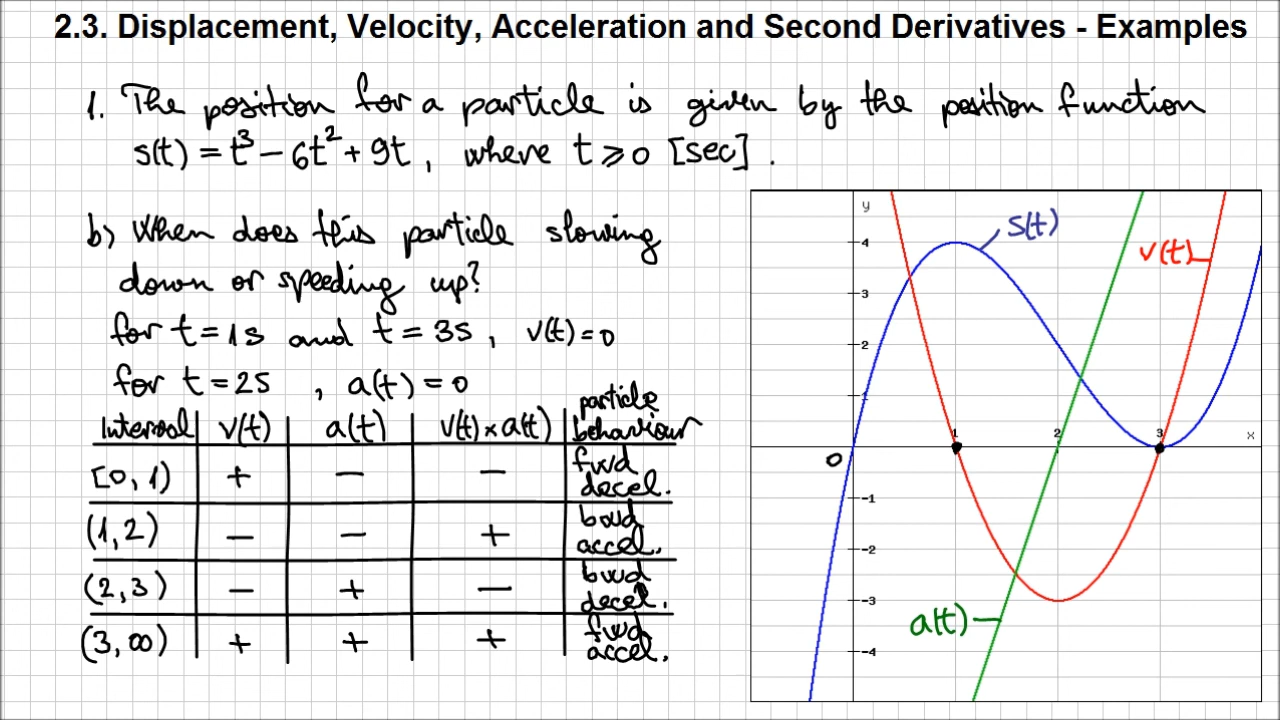 2.3. Displacement, Velocity, Acceleration and Second Derivatives - Examples
1. The position for a particle is given by the position function
s(t) = t³ - 6t² + 9t, where t ⩾ 0 [sec].
b) When does this particle slowing
down or speeding up?
for t = 1s and t = 3s, v(t) = 0
for t = 2s, a(t) = 0
Interval v(t) a(t) v(t) × a(t) particle behaviour
[0, 1) + - - fwd decel.
(1, 2) - - + bwd accel.
(2, 3) - + - bwd decel.
(3, ∞) + + + fwd accel.
y
s(t)
v(t)
4
3
2
1
0
1 2 3 x
-1
-2
-3
-4
a(t)